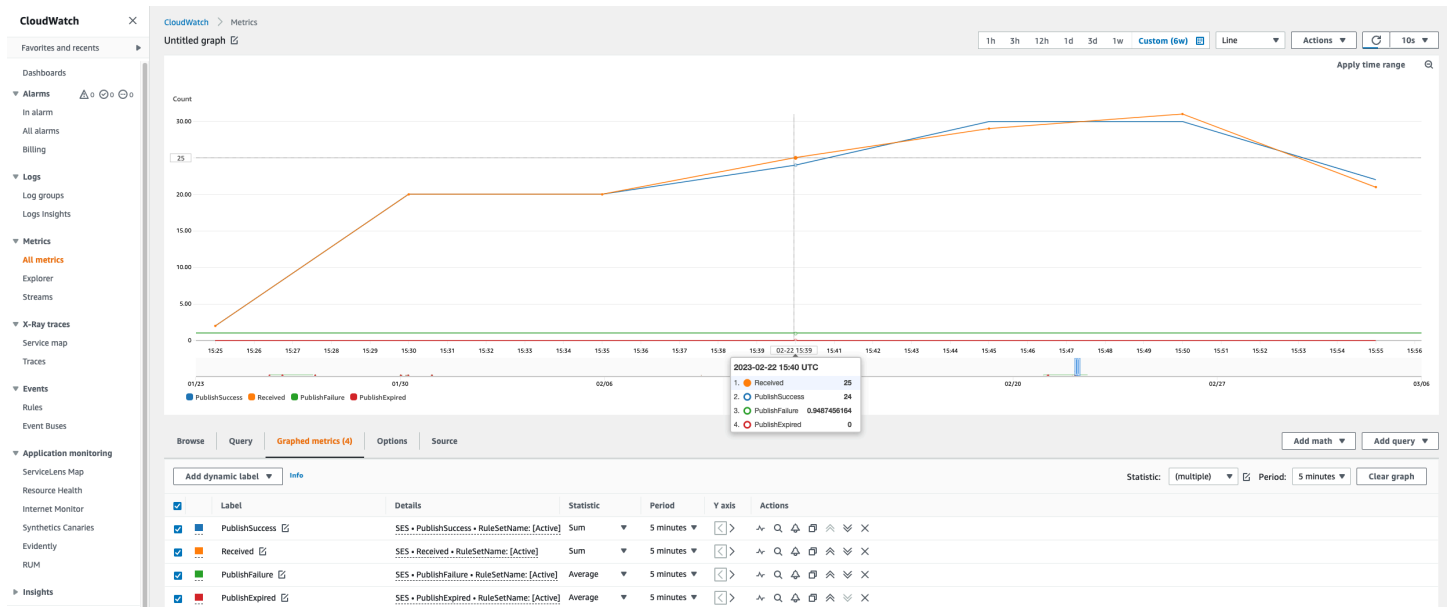 CloudWatch
Favorites and recents
Dashboards
Alarms 0 0 0
In alarm
All alarms
Billing
Logs
Log groups
Logs Insights
Metrics
All metrics
Explorer
Streams
X-Ray traces
Service map
Traces
Events
Rules
Event Buses
Application monitoring
ServiceLens Map
Resource Health
Internet Monitor
Synthetics Canaries
Evidently
RUM
Insights
CloudWatch > Metrics
Untitled graph
1h 3h 12h 1d 3d 1w Custom (6w) Line Actions 10s
Apply time range
Count
30.00
25
20.00
15.00
10.00
5.00
0
15:25 15:26 15:27 15:28 15:29 15:30 15:31 15:32 15:33 15:34 15:35 15:36 15:37 15:38 15:39 02-22 15:39 15:41 15:42 15:43 15:44 15:45 15:46 15:47 15:48 15:49 15:50 15:51 15:52 15:53 15:54 15:55 15:56
01/23 01/30 02/06 02/20 02/27 03/06
PublishSuccess Received PublishFailure PublishExpired
2023-02-22 15:40 UTC
1. Received 25
2. PublishSuccess 24
3. PublishFailure 0.9487456164
4. PublishExpired 0
Browse Query Graphed metrics (4) Options Source Add math Add query
Add dynamic label Info Statistic: (multiple) Period: 5 minutes Clear graph
Label Details Statistic Period Y axis Actions
PublishSuccess SES • PublishSuccess • RuleSetName: [Active] Sum 5 minutes
Received SES • Received • RuleSetName: [Active] Sum 5 minutes
PublishFailure SES • PublishFailure • RuleSetName: [Active] Average 5 minutes
PublishExpired SES • PublishExpired • RuleSetName: [Active] Average 5 minutes